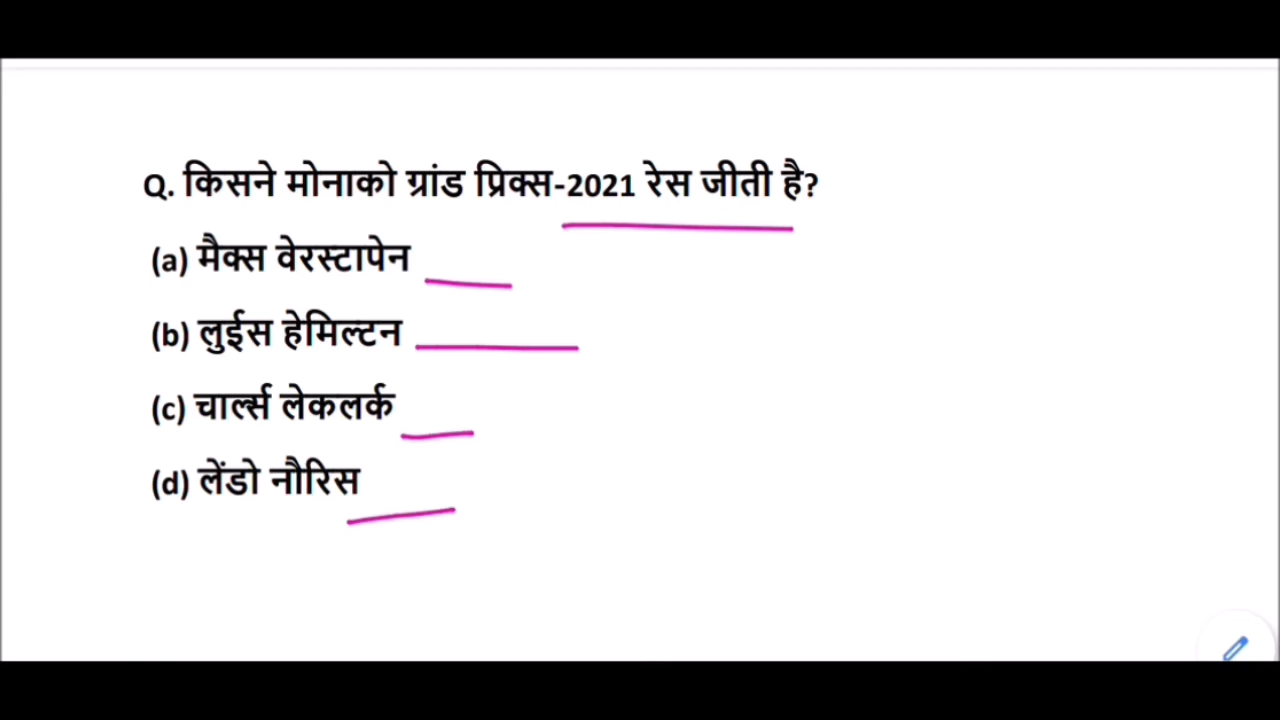 Q. किसने मोनाको ग्रांड प्रिक्स-2021 रेस जीती है?
(a) मैक्स वेरस्टापेन
(b) लुईस हेमिल्टन
(c) चार्ल्स लेकलर्क
(d) लेंडो नौरिस